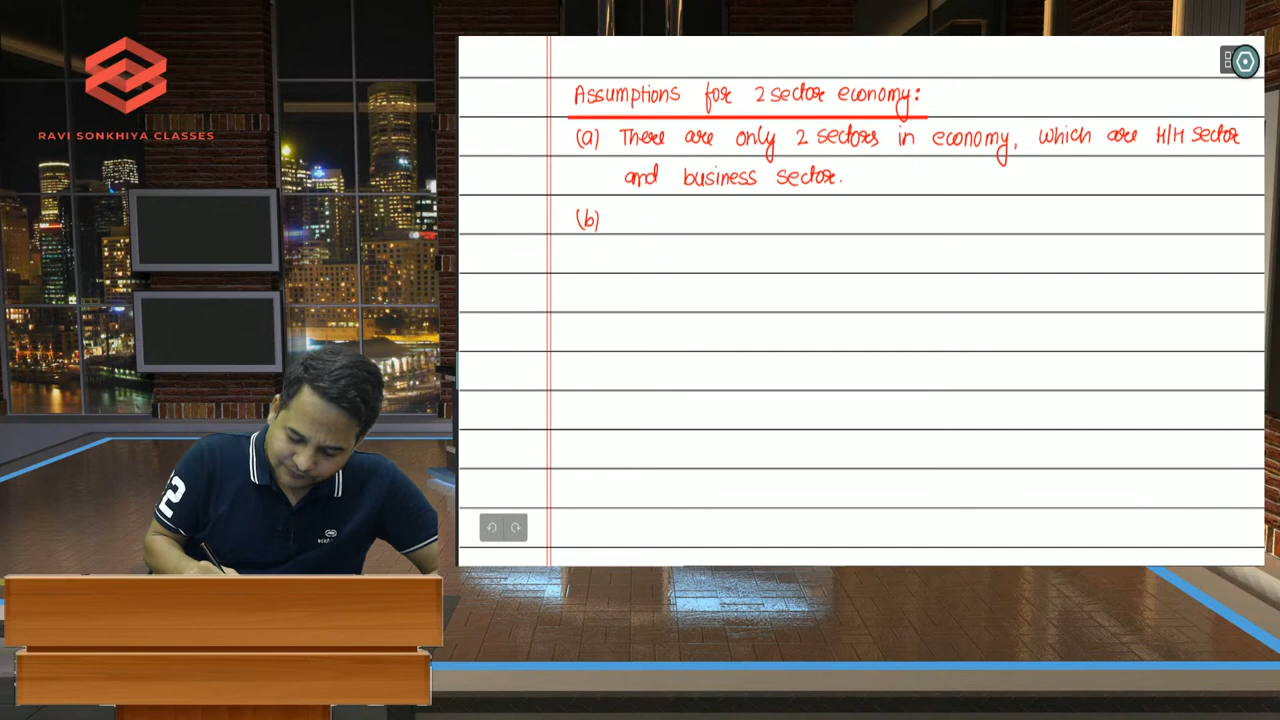 RAVI SONKHIYA CLASSES
Assumptions for 2 sector economy:
(a) There are only 2 sectors in economy, which are H/H sector
and business sector.
(b)
22